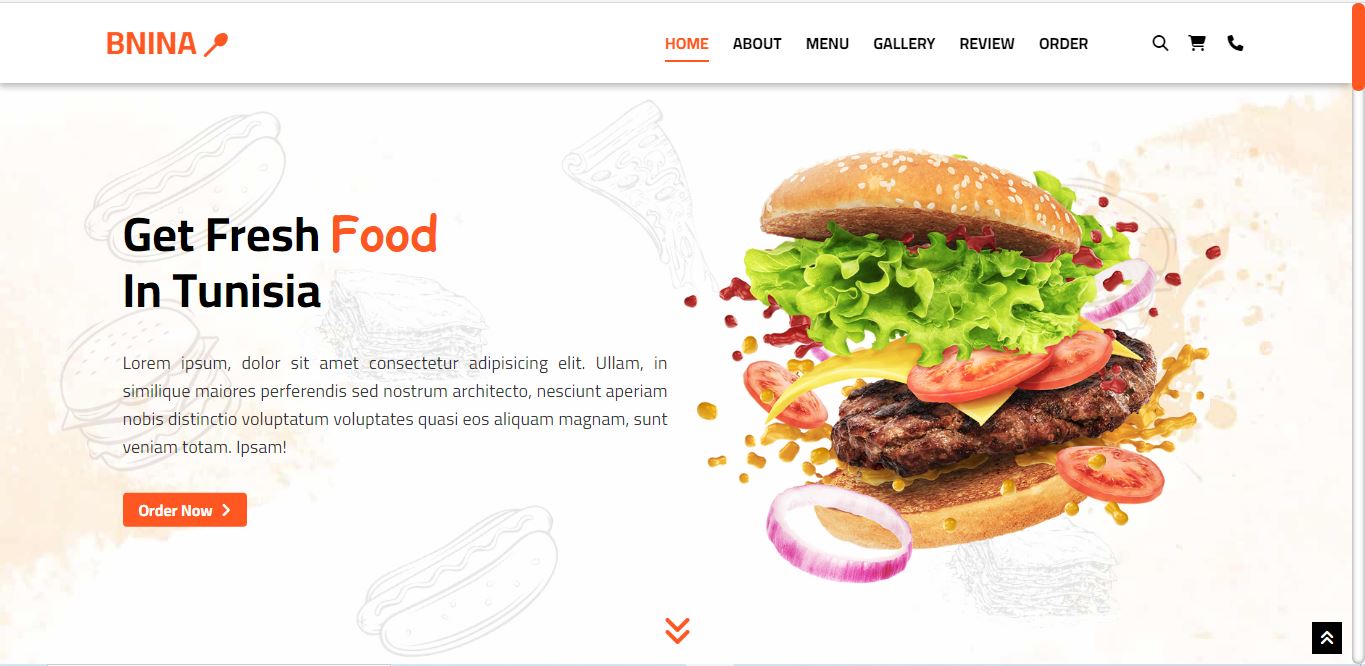 BNINA
HOME ABOUT MENU GALLERY REVIEW ORDER
Get Fresh Food
In Tunisia
Lorem ipsum, dolor sit amet consectetur adipisicing elit. Ullam, in
similique maiores perferendis sed nostrum architecto, nesciunt aperiam
nobis distinctio voluptatum voluptates quasi eos aliquam magnam, sunt
veniam totam. Ipsam!
Order Now